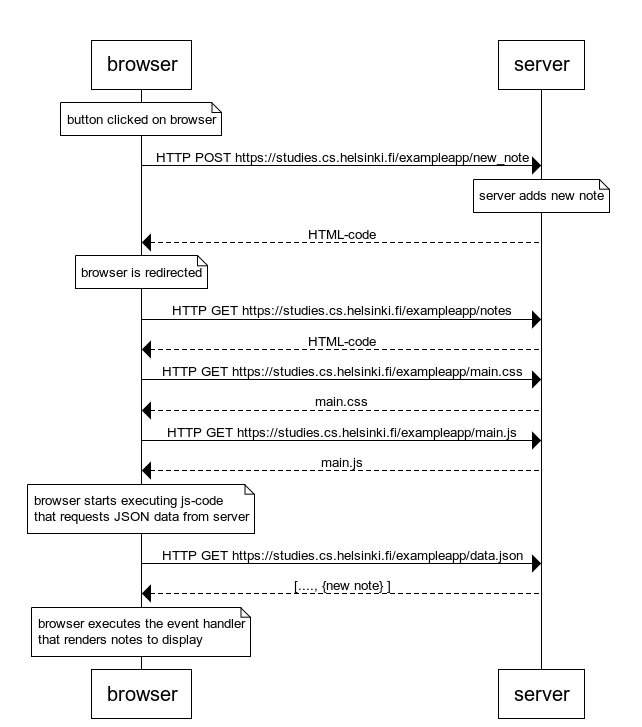 browser
server
button clicked on browser
HTTP POST https://studies.cs.helsinki.fi/exampleapp/new_note
server adds new note
HTML-code
browser is redirected
HTTP GET https://studies.cs.helsinki.fi/exampleapp/notes
HTML-code
HTTP GET https://studies.cs.helsinki.fi/exampleapp/main.css
main.css
HTTP GET https://studies.cs.helsinki.fi/exampleapp/main.js
main.js
browser starts executing js-code
that requests JSON data from server
HTTP GET https://studies.cs.helsinki.fi/exampleapp/data.json
[...., {new note} ]
browser executes the event handler
that renders notes to display
browser
server